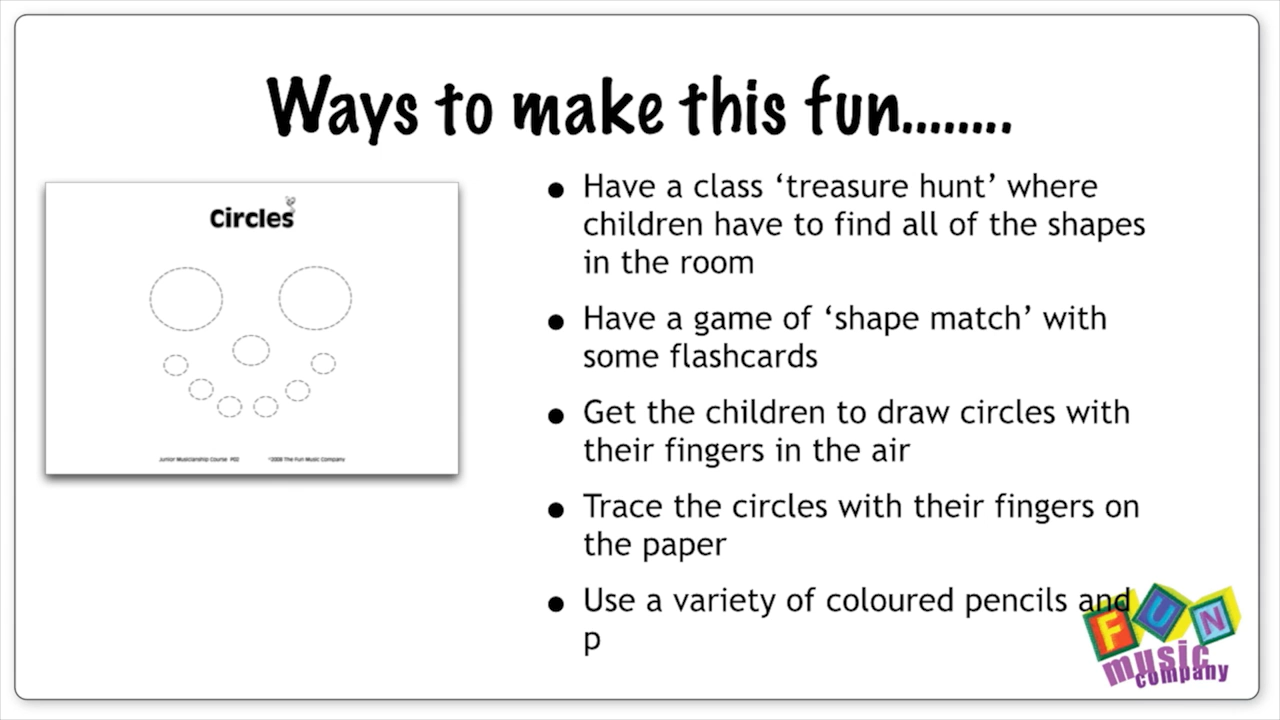 Ways to make this fun........
Circles
Junior Musicianship Course P02 ©2008 The Fun Music Company
• Have a class ‘treasure hunt’ where
children have to find all of the shapes
in the room
• Have a game of ‘shape match’ with
some flashcards
• Get the children to draw circles with
their fingers in the air
• Trace the circles with their fingers on
the paper
• Use a variety of coloured pencils and
p
FUN
music
company